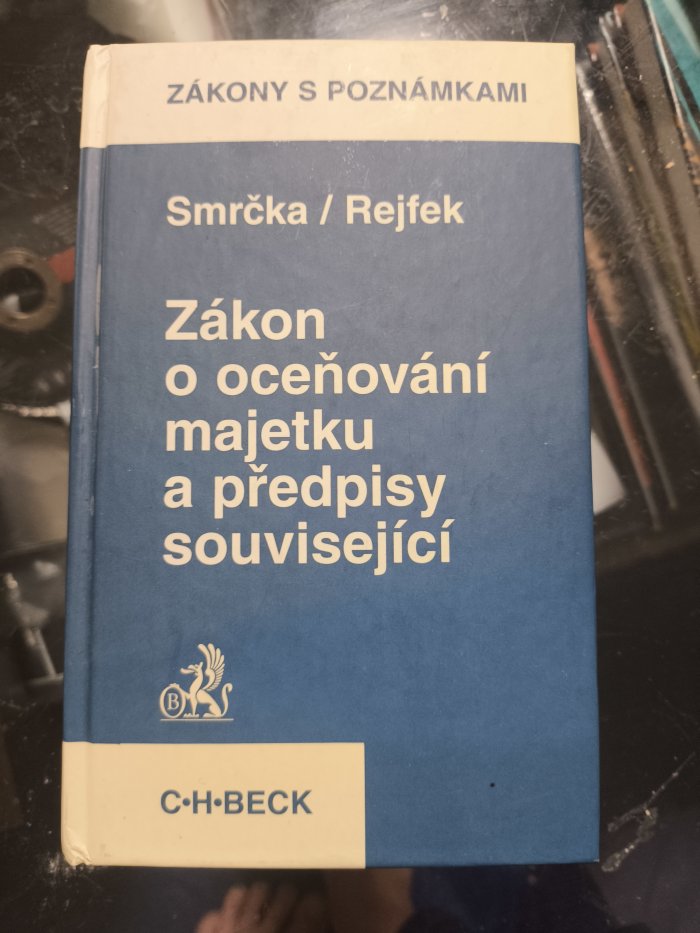 ZÁKONY S POZNÁMKAMI
Smrčka / Rejfek
Zákon
o oceňování
majetku
a předpisy
související
B
C•H•BECK